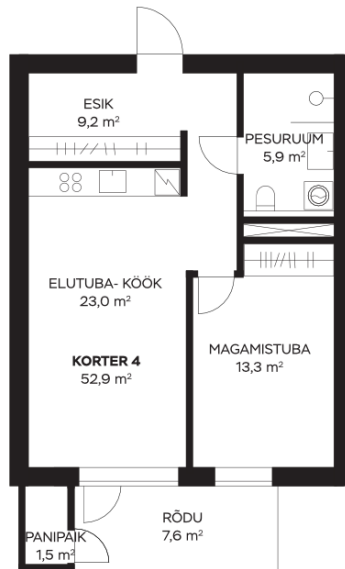 ESIK
9,2 m²
PESURUUM
5,9 m²
ELUTUBA- KÖÖK
23,0 m²
KORTER 4
52,9 m²
MAGAMISTUBA
13,3 m²
RÕDU
7,6 m²
PANIPAIK
1,5 m²